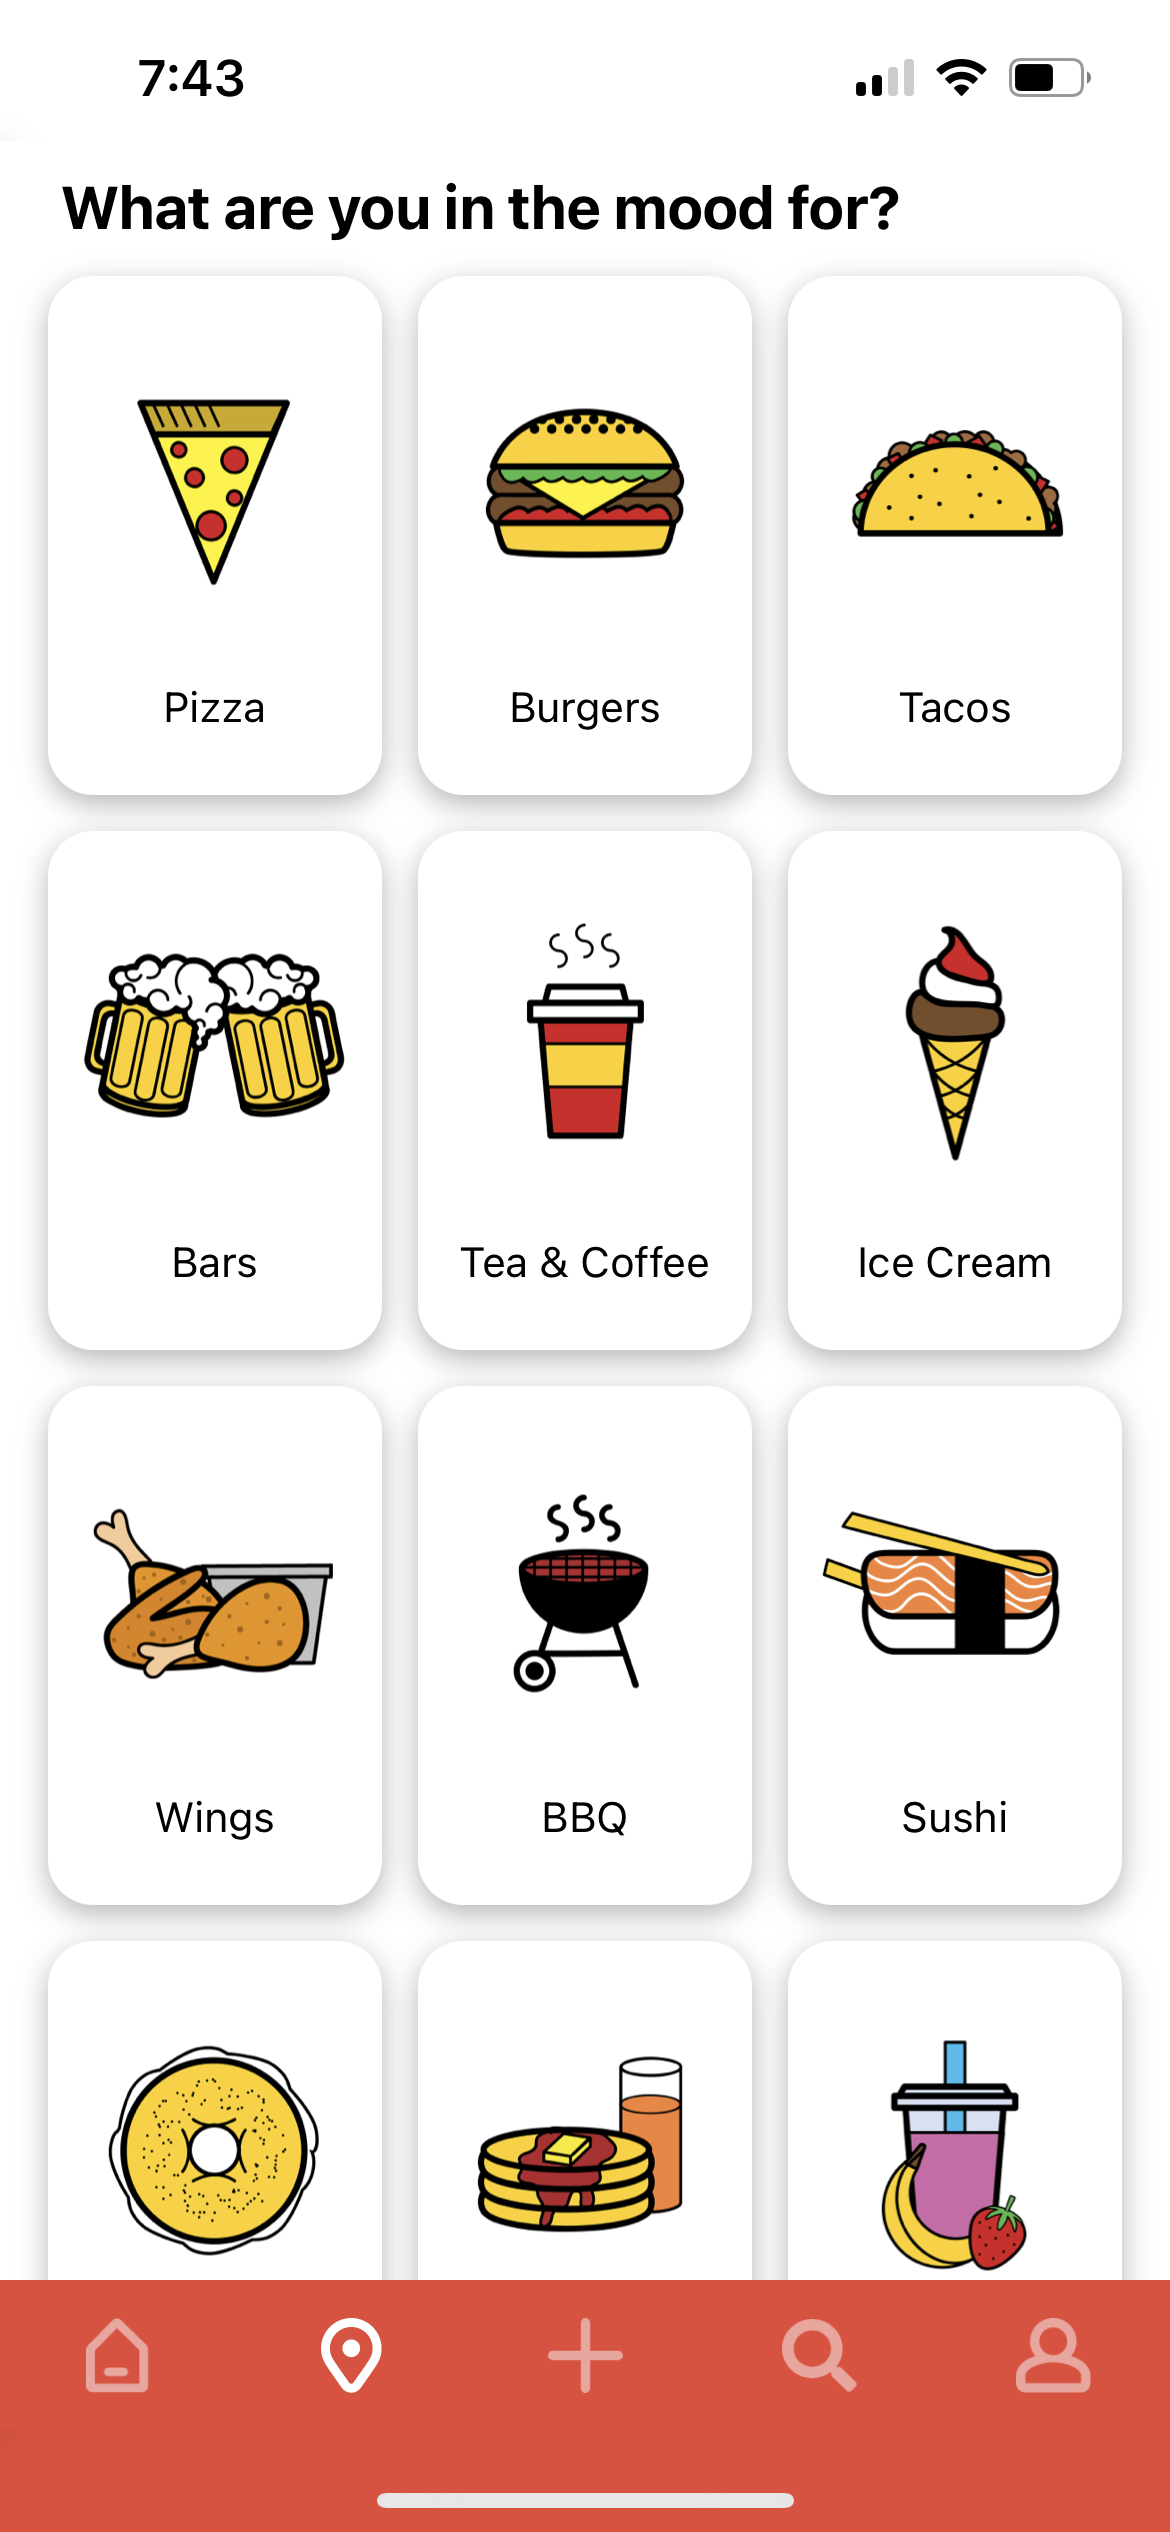 7:43
What are you in the mood for?
Pizza
Burgers
Tacos
Bars
Tea & Coffee
Ice Cream
Wings
BBQ
Sushi